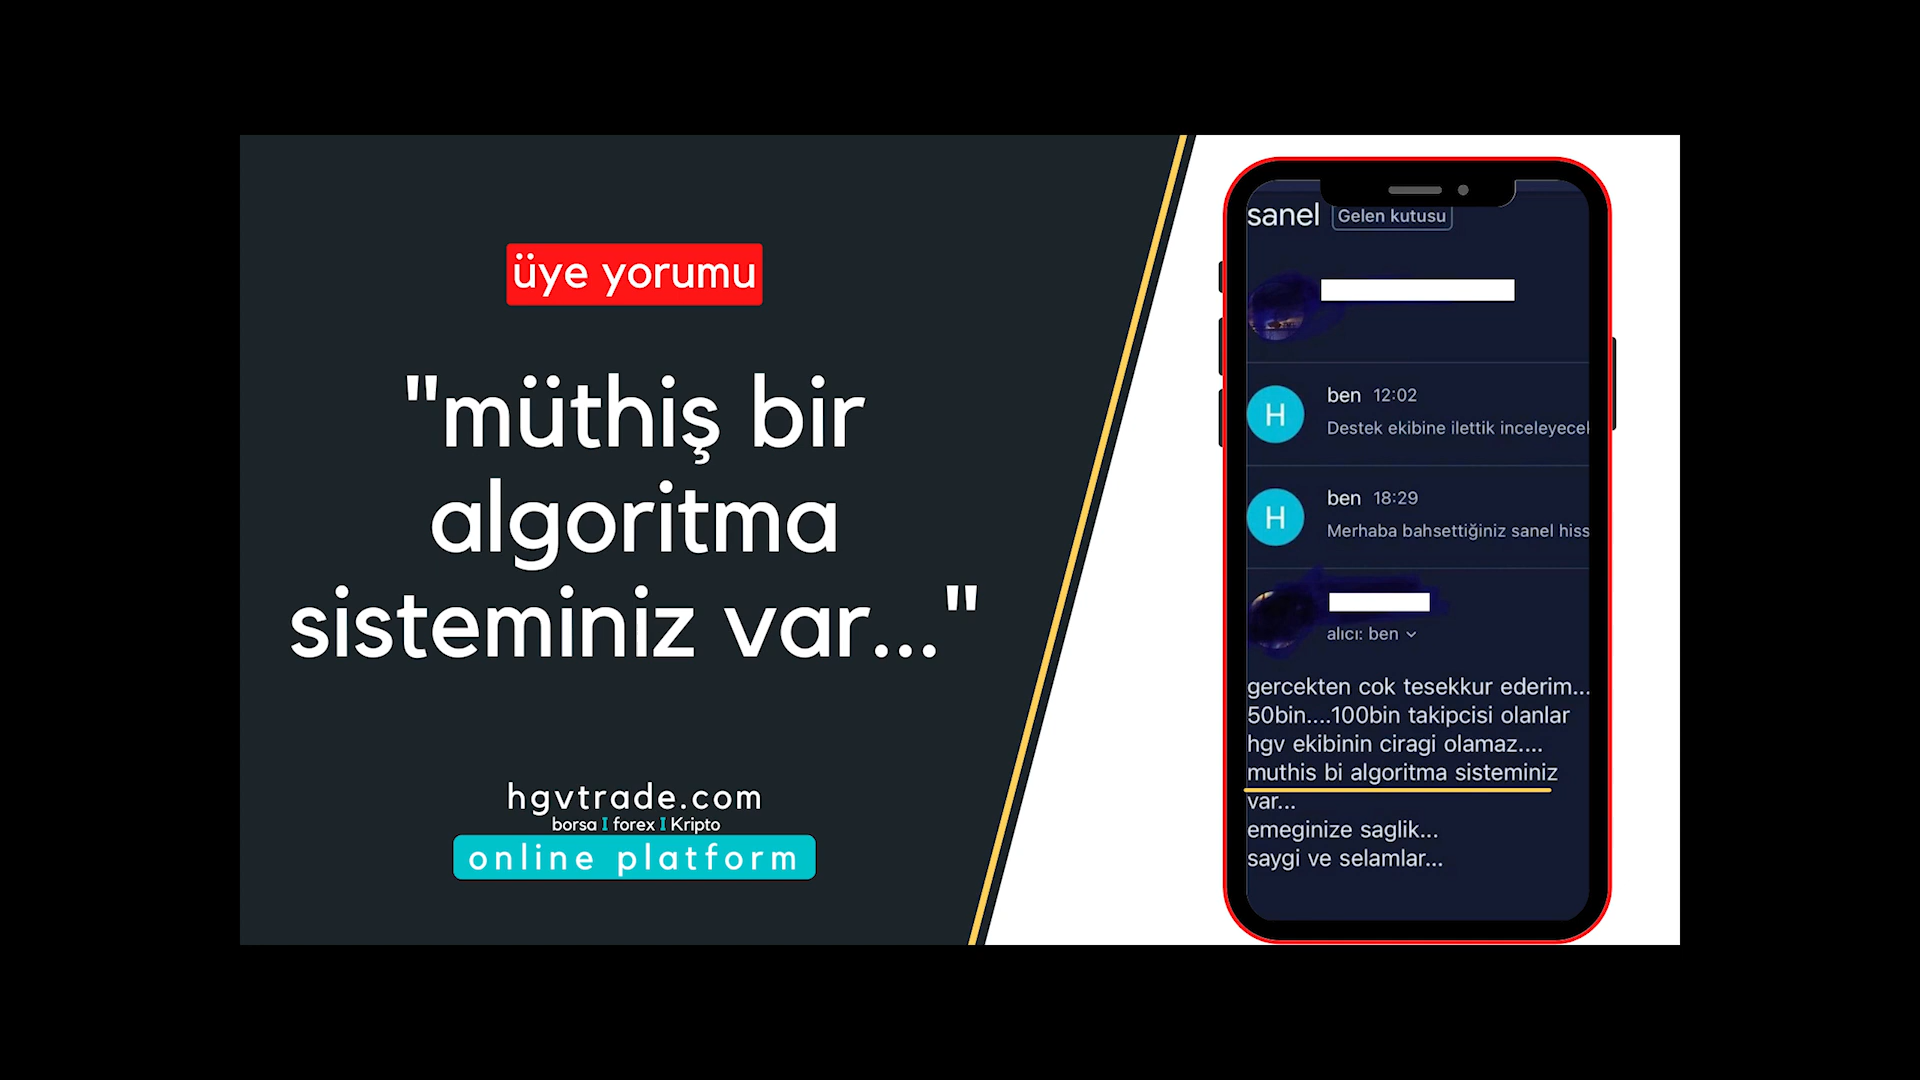 üye yorumu
"müthiş bir
algoritma
sisteminiz var..."
hgvtrade.com
borsa I forex I Kripto
online platform
sanel Gelen kutusu
H
ben 12:02
Destek ekibine ilettik inceleyecek
H
ben 18:29
Merhaba bahsettiğiniz sanel hiss
alıcı: ben
gercekten cok tesekkur ederim...
50bin....100bin takipcisi olanlar
hgv ekibinin ciragi olamaz....
muthis bi algoritma sisteminiz
var...
emeginize saglik...
saygi ve selamlar...